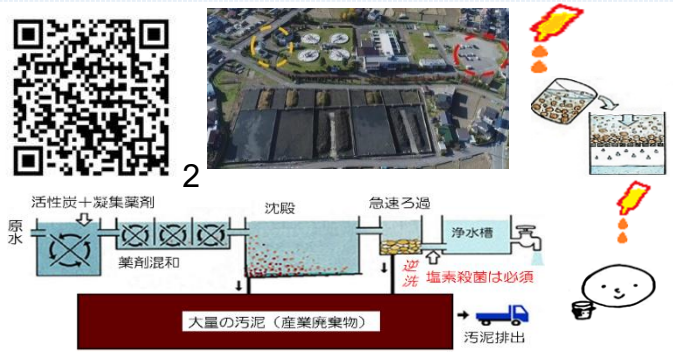 2
活性炭＋凝集薬剤
原水
薬剤混和
沈殿
急速ろ過
逆洗
浄水槽
塩素殺菌は必須
大量の汚泥（産業廃棄物）
汚泥排出